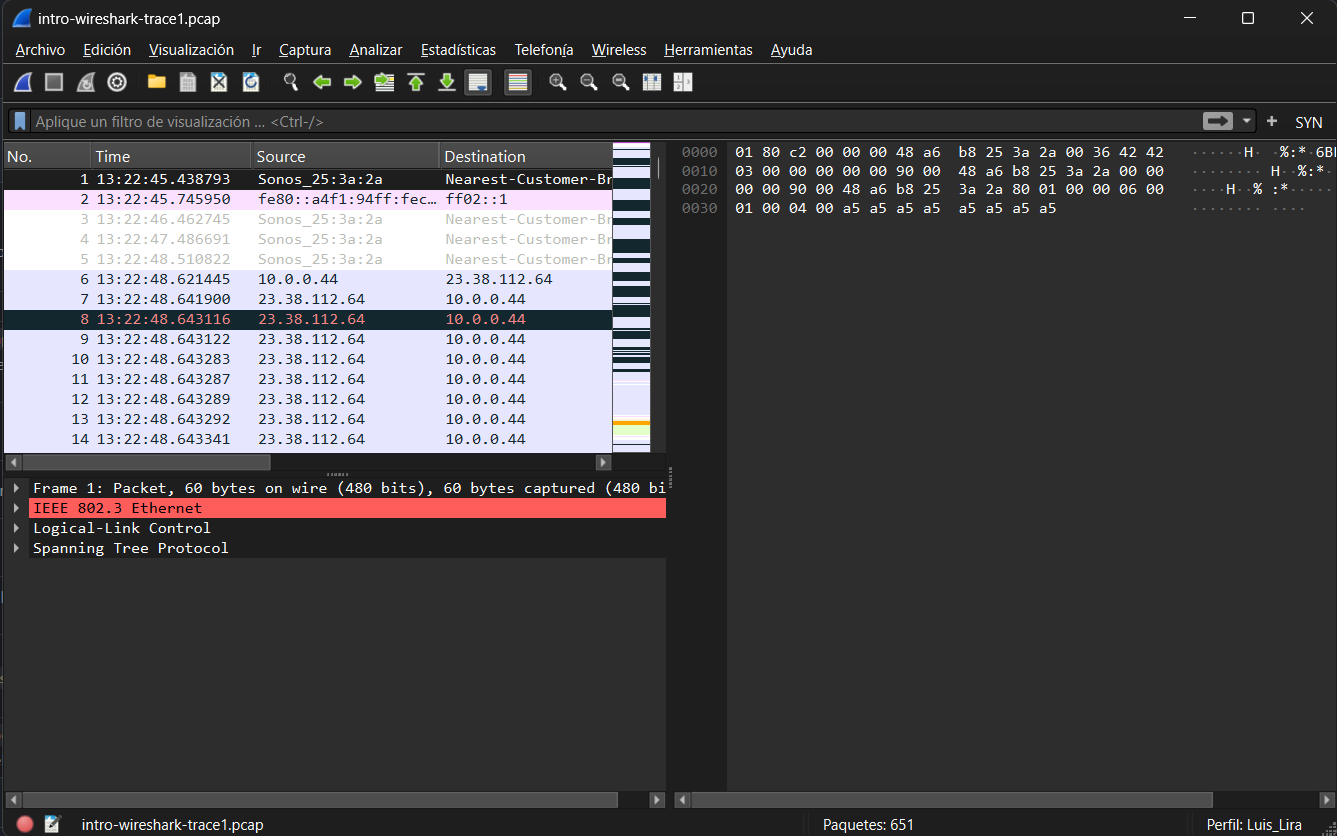 intro-wireshark-trace1.pcap
Archivo Edición Visualización Ir Captura Analizar Estadísticas Telefonía Wireless Herramientas Ayuda
Aplique un filtro de visualización ... <Ctrl-/> + SYN
No. Time Source Destination
1 13:22:45.438793 Sonos_25:3a:2a Nearest-Customer-Br
2 13:22:45.745950 fe80::a4f1:94ff:fec… ff02::1
3 13:22:46.462745 Sonos_25:3a:2a Nearest-Customer-Br
4 13:22:47.486691 Sonos_25:3a:2a Nearest-Customer-Br
5 13:22:48.510822 Sonos_25:3a:2a Nearest-Customer-Br
6 13:22:48.621445 10.0.0.44 23.38.112.64
7 13:22:48.641900 23.38.112.64 10.0.0.44
8 13:22:48.643116 23.38.112.64 10.0.0.44
9 13:22:48.643122 23.38.112.64 10.0.0.44
10 13:22:48.643283 23.38.112.64 10.0.0.44
11 13:22:48.643287 23.38.112.64 10.0.0.44
12 13:22:48.643289 23.38.112.64 10.0.0.44
13 13:22:48.643292 23.38.112.64 10.0.0.44
14 13:22:48.643341 23.38.112.64 10.0.0.44
Frame 1: Packet, 60 bytes on wire (480 bits), 60 bytes captured (480 bi
IEEE 802.3 Ethernet
Logical-Link Control
Spanning Tree Protocol
0000 01 80 c2 00 00 00 48 a6 b8 25 3a 2a 00 36 42 42 ······H· ·%:*·6B
0010 03 00 00 00 00 00 90 00 48 a6 b8 25 3a 2a 00 00 ········ H··%:*·
0020 00 00 90 00 48 a6 b8 25 3a 2a 80 01 00 00 06 00 ····H··% :*·····
0030 01 00 04 00 a5 a5 a5 a5 a5 a5 a5 a5 ········ ····
intro-wireshark-trace1.pcap Paquetes: 651 Perfil: Luis_Lira